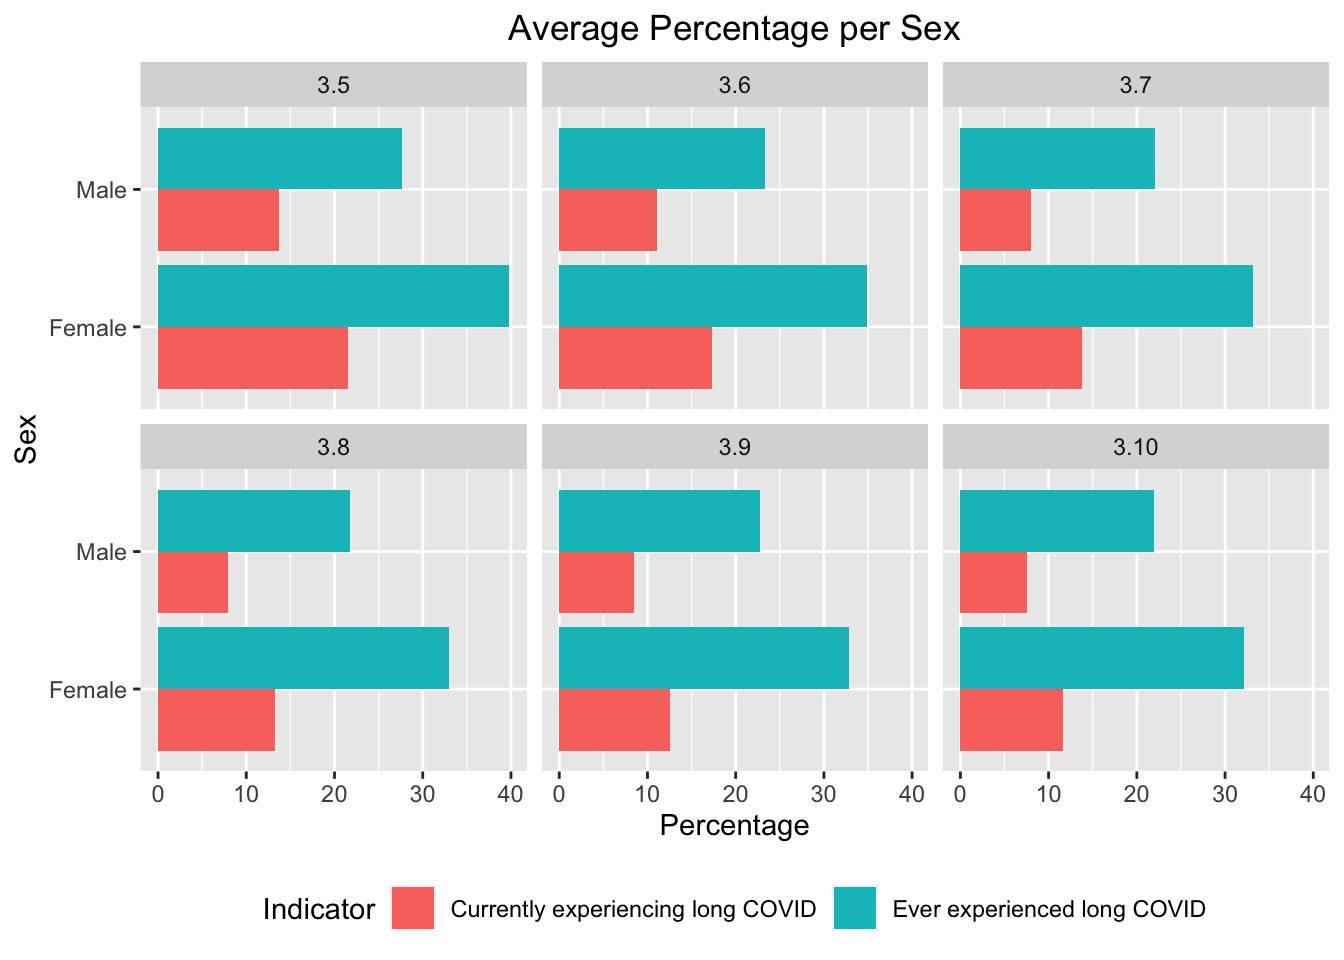 Average Percentage per Sex
3.5 3.6 3.7
Male
Female
Sex
3.8 3.9 3.10
Male
Female
0 10 20 30 40 0 10 20 30 40 0 10 20 30 40
Percentage
Indicator Currently experiencing long COVID Ever experienced long COVID